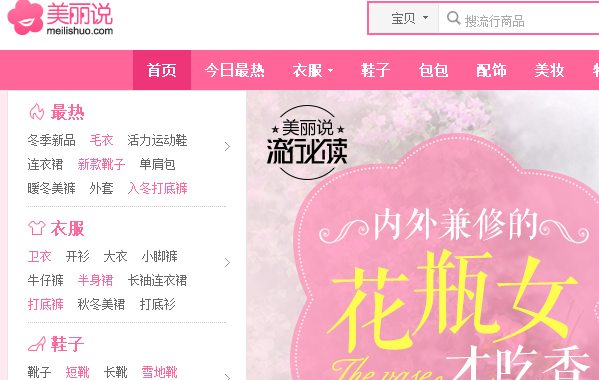 美丽说
meilishuo.com
宝贝
搜流行商品
首页 今日最热 衣服 鞋子 包包 配饰 美妆
最热
冬季新品 毛衣 活力运动鞋
连衣裙 新款靴子 单肩包
暖冬美裤 外套 入冬打底裤
衣服
卫衣 开衫 大衣 小脚裤
牛仔裤 半身裙 长袖连衣裙
打底裤 秋冬美裙 打底衫
鞋子
靴子 短靴 长靴 雪地靴
美丽说
流行必读
内外兼修的
花瓶女
The vase
才吃香